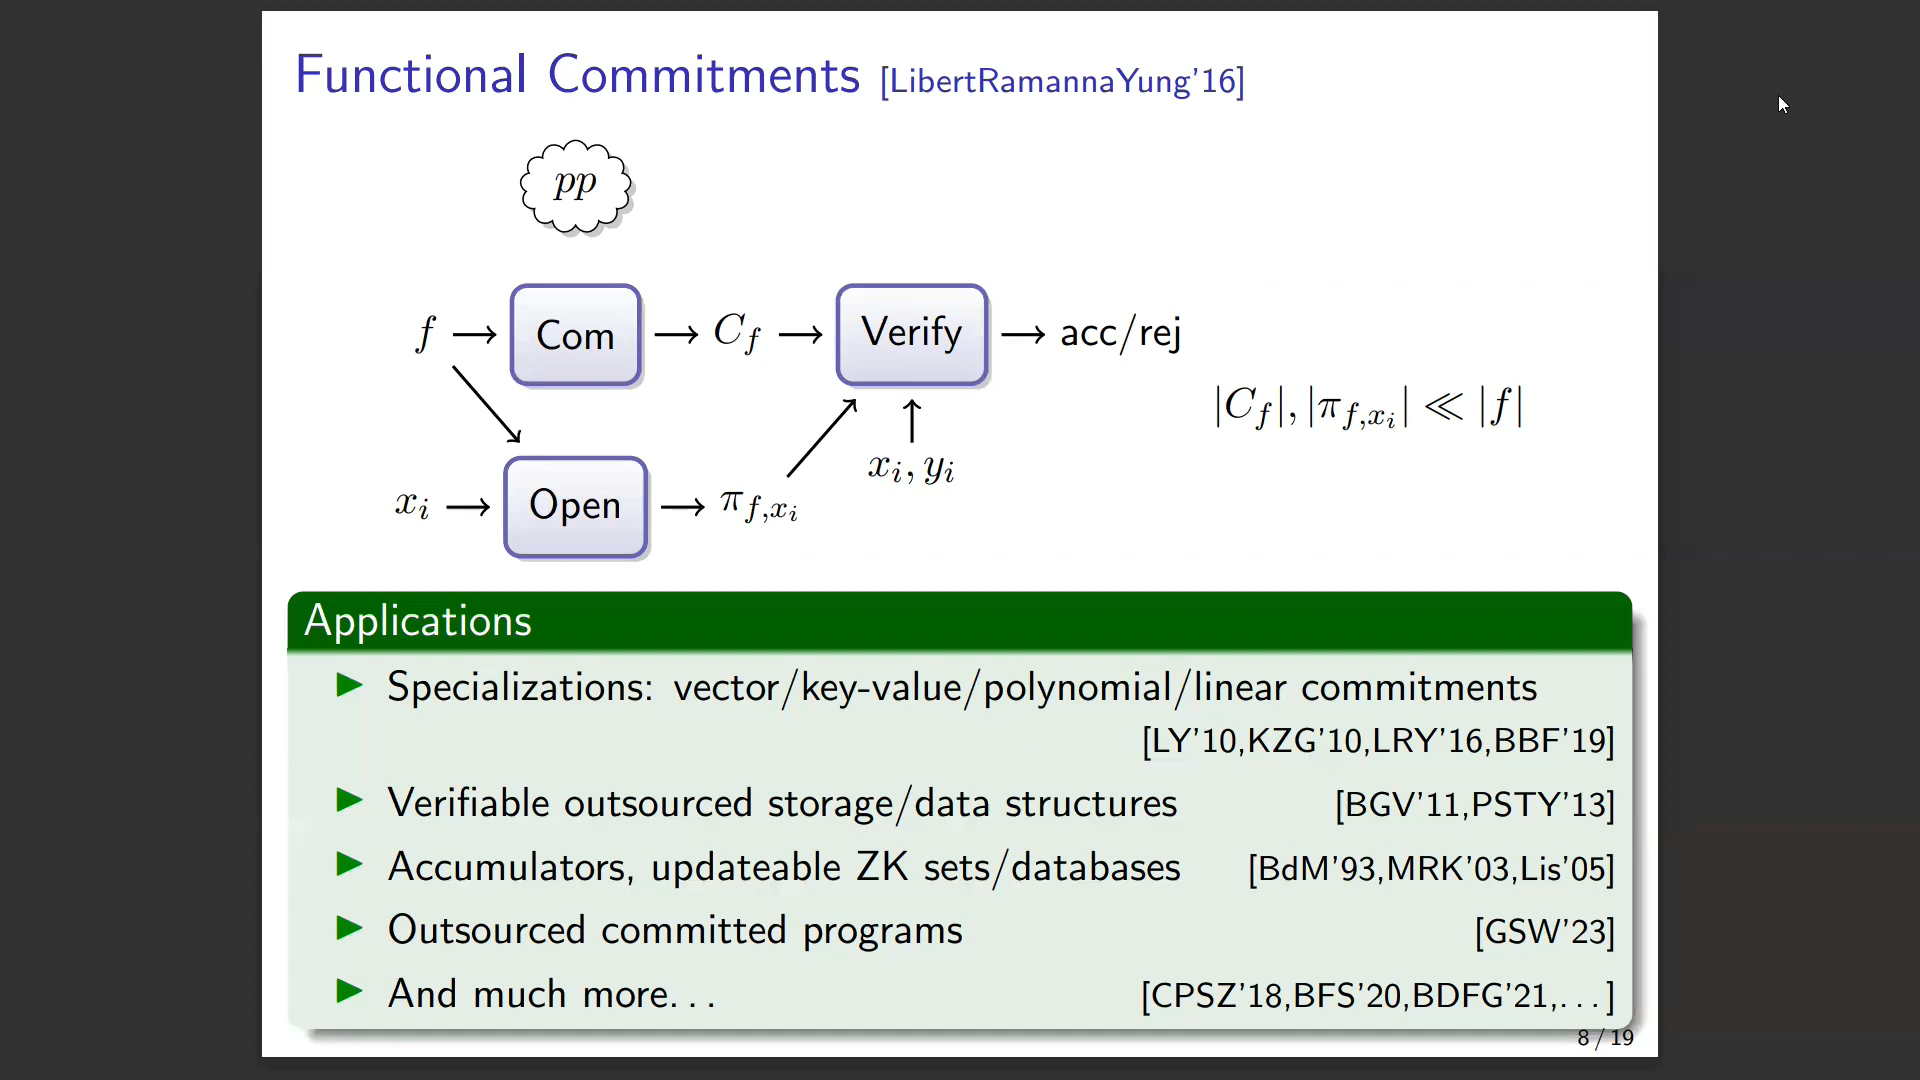 Functional Commitments [LibertRamannaYung'16]
pp
f → Com → C_f → Verify → acc/rej
|C_f|, |π_{f,x_i}| ≪ |f|
x_i, y_i
x_i → Open → π_{f,x_i}
Applications
▶ Specializations: vector/key-value/polynomial/linear commitments
[LY'10,KZG'10,LRY'16,BBF'19]
▶ Verifiable outsourced storage/data structures [BGV'11,PSTY'13]
▶ Accumulators, updateable ZK sets/databases [BdM'93,MRK'03,Lis'05]
▶ Outsourced committed programs [GSW'23]
▶ And much more... [CPSZ'18,BFS'20,BDFG'21,...]
8 / 19